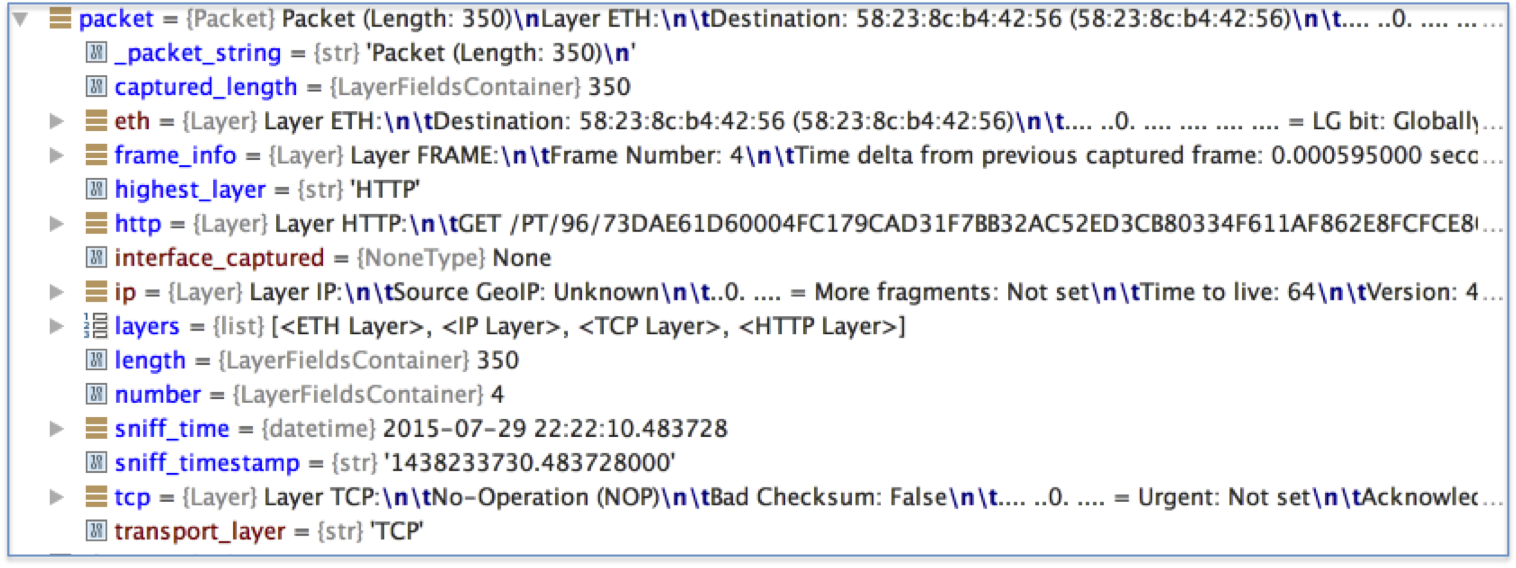 packet = {Packet} Packet (Length: 350)\nLayer ETH:\n\tDestination: 58:23:8c:b4:42:56 (58:23:8c:b4:42:56)\n\t.... ..0. .... ... ...
_packet_string = {str} 'Packet (Length: 350)\n'
captured_length = {LayerFieldsContainer} 350
eth = {Layer} Layer ETH:\n\tDestination: 58:23:8c:b4:42:56 (58:23:8c:b4:42:56)\n\t.... ..0. .... .... .... .... = LG bit: Globally...
frame_info = {Layer} Layer FRAME:\n\tFrame Number: 4\n\tTime delta from previous captured frame: 0.000595000 seco...
highest_layer = {str} 'HTTP'
http = {Layer} Layer HTTP:\n\tGET /PT/96/73DAE61D60004FC179CAD31F7BB32AC52ED3CB80334F611AF862E8FCFCE8...
interface_captured = {NoneType} None
ip = {Layer} Layer IP:\n\tSource GeoIP: Unknown\n\t..0. .... = More fragments: Not set\n\tTime to live: 64\n\tVersion: 4...
layers = {list} [<ETH Layer>, <IP Layer>, <TCP Layer>, <HTTP Layer>]
length = {LayerFieldsContainer} 350
number = {LayerFieldsContainer} 4
sniff_time = {datetime} 2015-07-29 22:22:10.483728
sniff_timestamp = {str} '1438233730.483728000'
tcp = {Layer} Layer TCP:\n\tNo-Operation (NOP)\n\tBad Checksum: False\n\t.... ..0. .... = Urgent: Not set\n\tAcknowled...
transport_layer = {str} 'TCP'